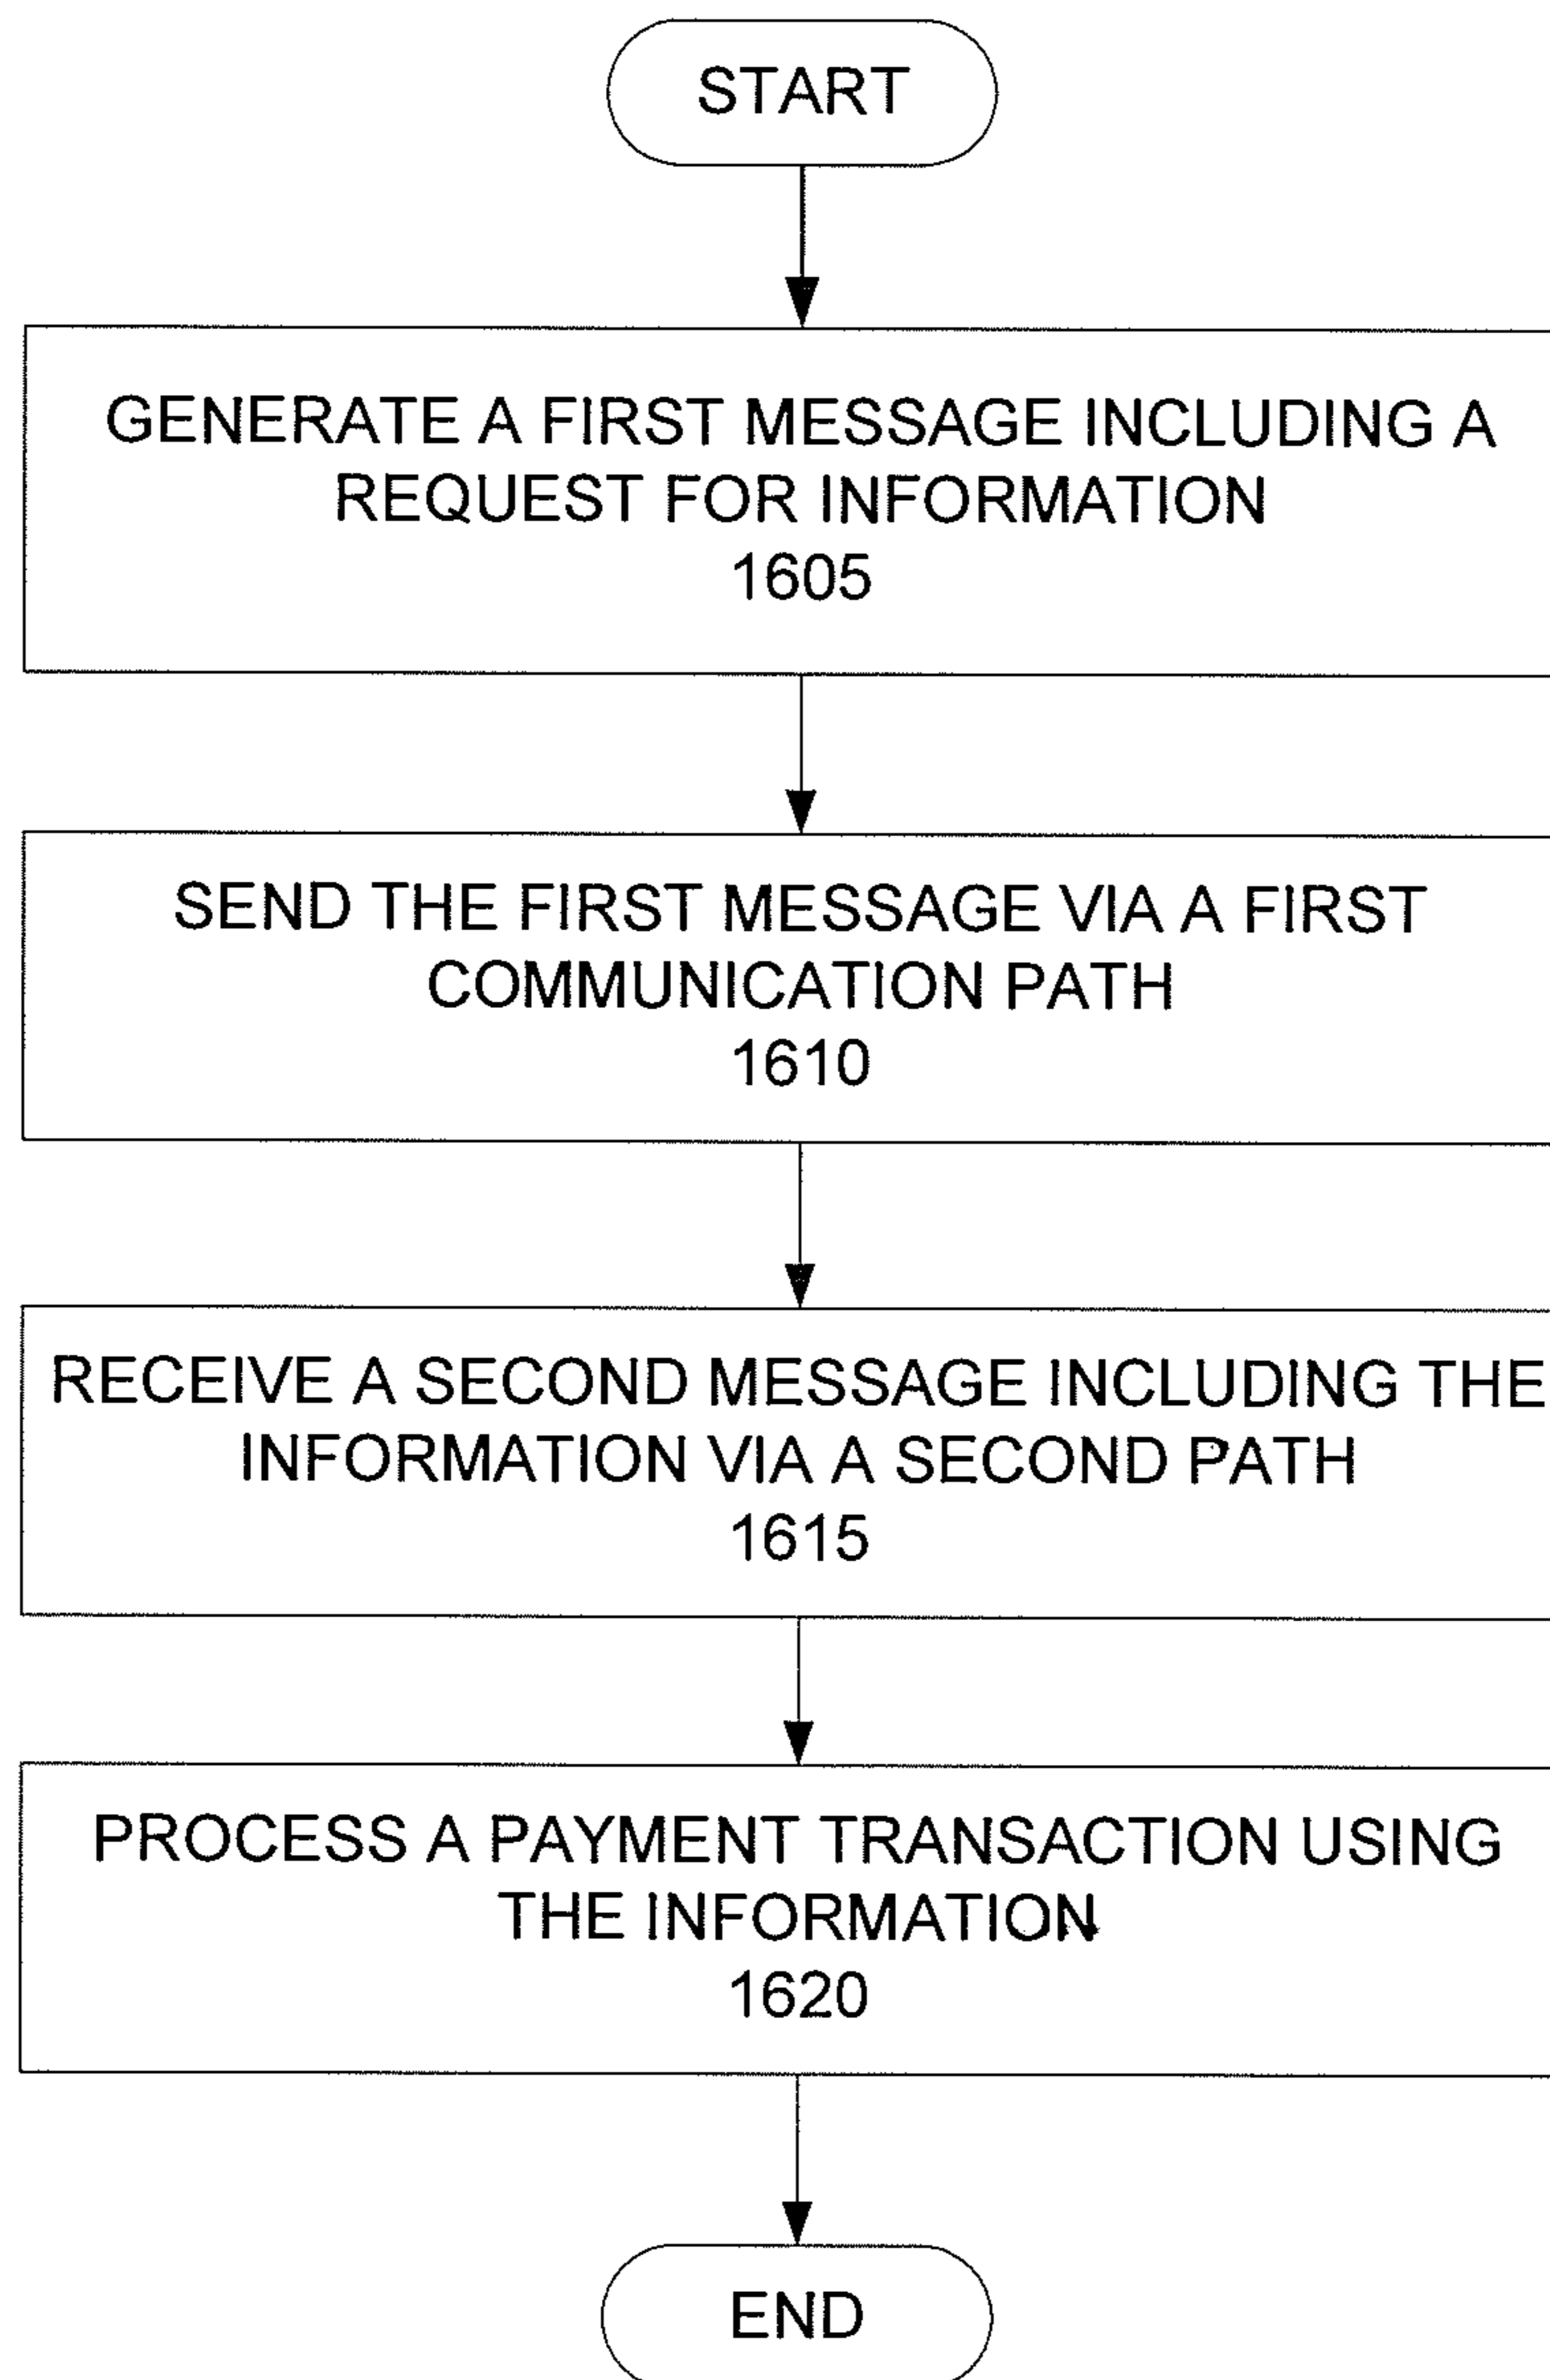 START
GENERATE A FIRST MESSAGE INCLUDING A
REQUEST FOR INFORMATION
1605
SEND THE FIRST MESSAGE VIA A FIRST
COMMUNICATION PATH
1610
RECEIVE A SECOND MESSAGE INCLUDING THE
INFORMATION VIA A SECOND PATH
1615
PROCESS A PAYMENT TRANSACTION USING
THE INFORMATION
1620
END